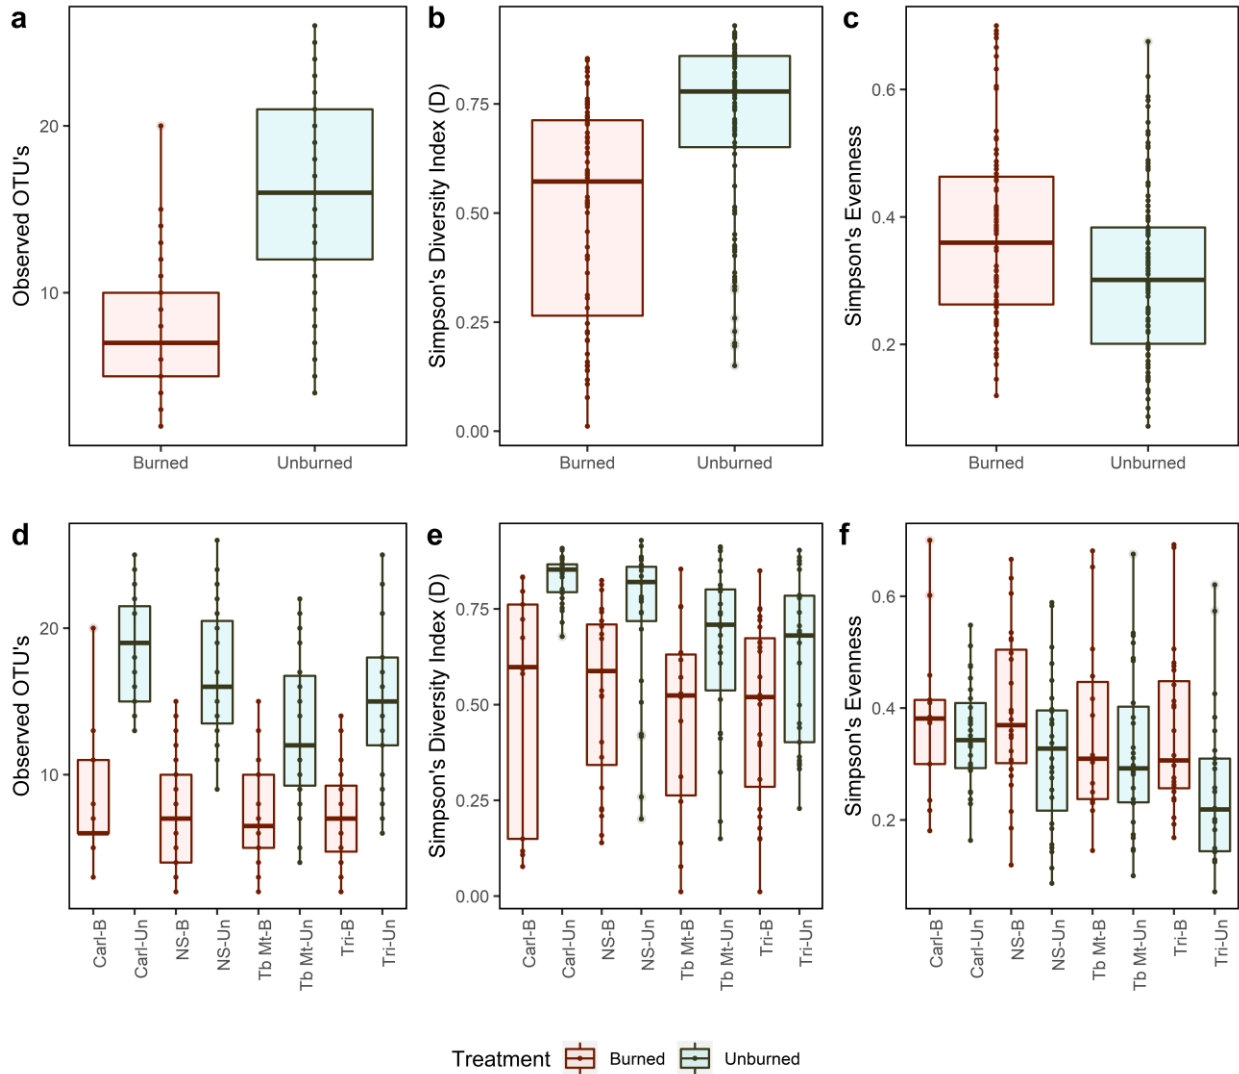 a
Observed OTU's
20
10
Burned
Unburned
b
Simpson's Diversity Index (D)
0.75
0.50
0.25
0.00
Burned
Unburned
c
Simpson's Evenness
0.6
0.4
0.2
Burned
Unburned
d
Observed OTU's
20
10
Carl-B
Carl-Un
NS-B
NS-Un
Tb Mt-B
Tb Mt-Un
Tri-B
Tri-Un
e
Simpson's Diversity Index (D)
0.75
0.50
0.25
0.00
Carl-B
Carl-Un
NS-B
NS-Un
Tb Mt-B
Tb Mt-Un
Tri-B
Tri-Un
f
Simpson's Evenness
0.6
0.4
0.2
Carl-B
Carl-Un
NS-B
NS-Un
Tb Mt-B
Tb Mt-Un
Tri-B
Tri-Un
Treatment Burned Unburned